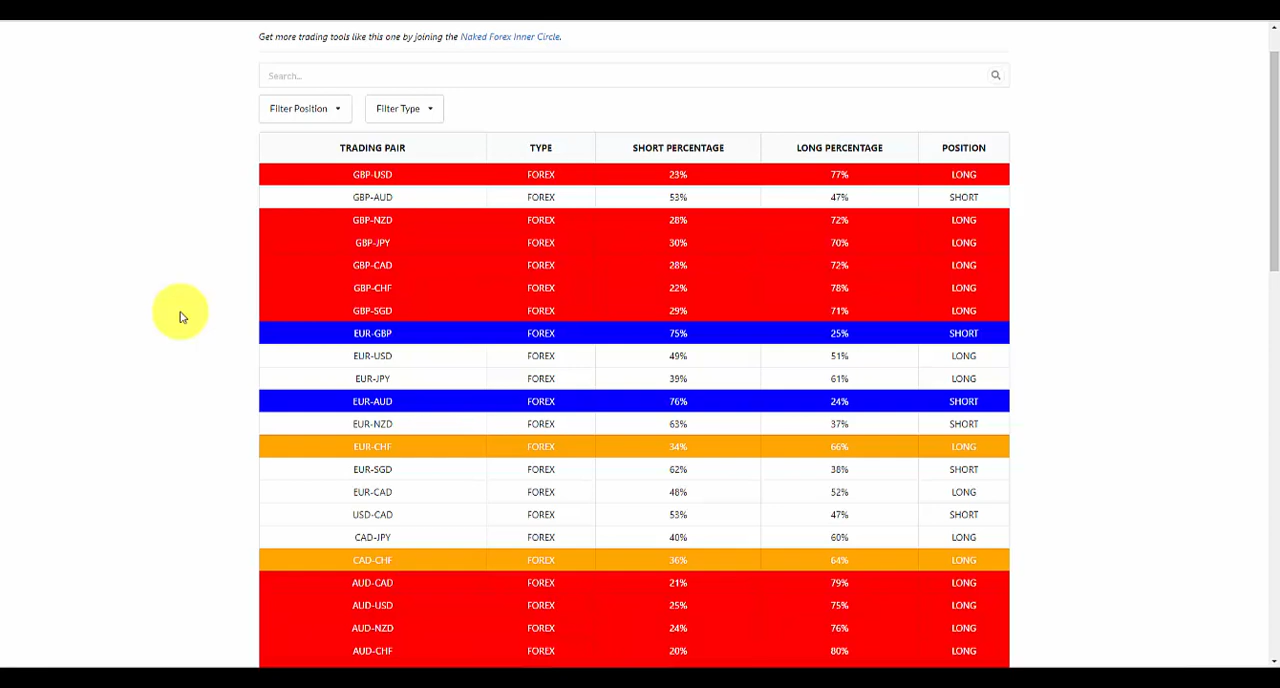 Get more trading tools like this one by joining the Naked Forex Inner Circle.
Search...
Filter Position Filter Type
TRADING PAIR TYPE SHORT PERCENTAGE LONG PERCENTAGE POSITION
GBP-USD FOREX 23% 77% LONG
GBP-AUD FOREX 53% 47% SHORT
GBP-NZD FOREX 28% 72% LONG
GBP-JPY FOREX 30% 70% LONG
GBP-CAD FOREX 28% 72% LONG
GBP-CHF FOREX 22% 78% LONG
GBP-SGD FOREX 29% 71% LONG
EUR-GBP FOREX 75% 25% SHORT
EUR-USD FOREX 49% 51% LONG
EUR-JPY FOREX 39% 61% LONG
EUR-AUD FOREX 76% 24% SHORT
EUR-NZD FOREX 63% 37% SHORT
EUR-CHF FOREX 34% 66% LONG
EUR-SGD FOREX 62% 38% SHORT
EUR-CAD FOREX 48% 52% LONG
USD-CAD FOREX 53% 47% SHORT
CAD-JPY FOREX 40% 60% LONG
CAD-CHF FOREX 36% 64% LONG
AUD-CAD FOREX 21% 79% LONG
AUD-USD FOREX 25% 75% LONG
AUD-NZD FOREX 24% 76% LONG
AUD-CHF FOREX 20% 80% LONG